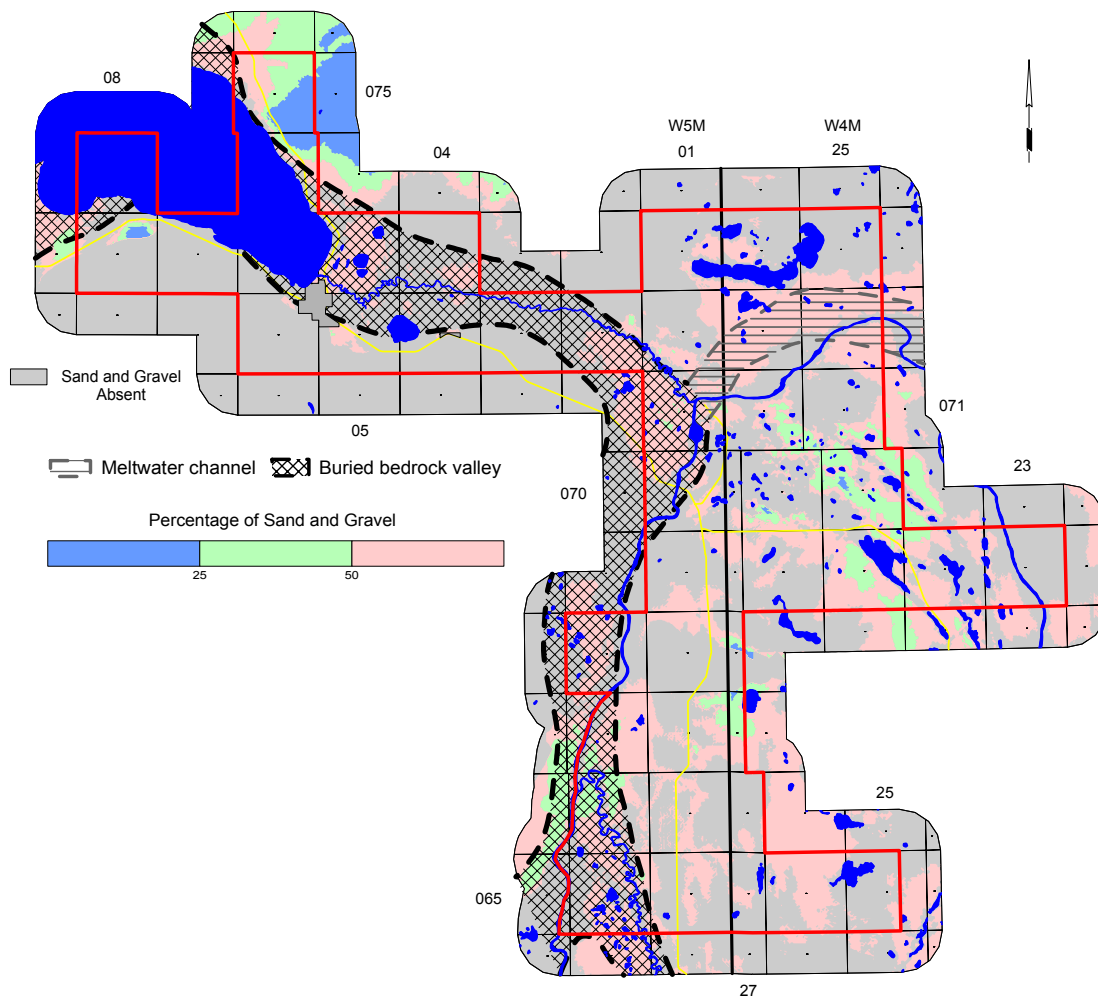 08
075
04
W5M
W4M
01
25
Sand and Gravel
Absent
05
071
Meltwater channel
Buried bedrock valley
23
070
Percentage of Sand and Gravel
25
50
25
065
27